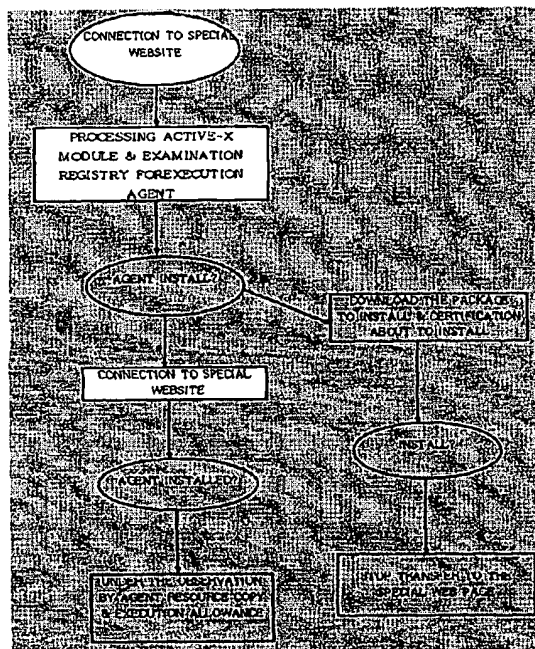 CONNECTION TO SPECIAL
WEBSITE
PROCESSING ACTIVE-X
MODULE & EXAMINATION
REGISTRY FOREXECUTION
AGENT
AGENT INSTALL?
DOWNLOAD THE PACKAGE
TO INSTALL & CERTIFICATION
ABOUT TO INSTALL
CONNECTION TO SPECIAL
WEBSITE
INSTALL?
AGENT INSTALLED?
UNDER THE OBSERVATION
BY AGENT RESOURCE COPY
& EXECUTION ALLOWANCE
STOP TRANSFER TO THE
SPECIAL WEB PAGE